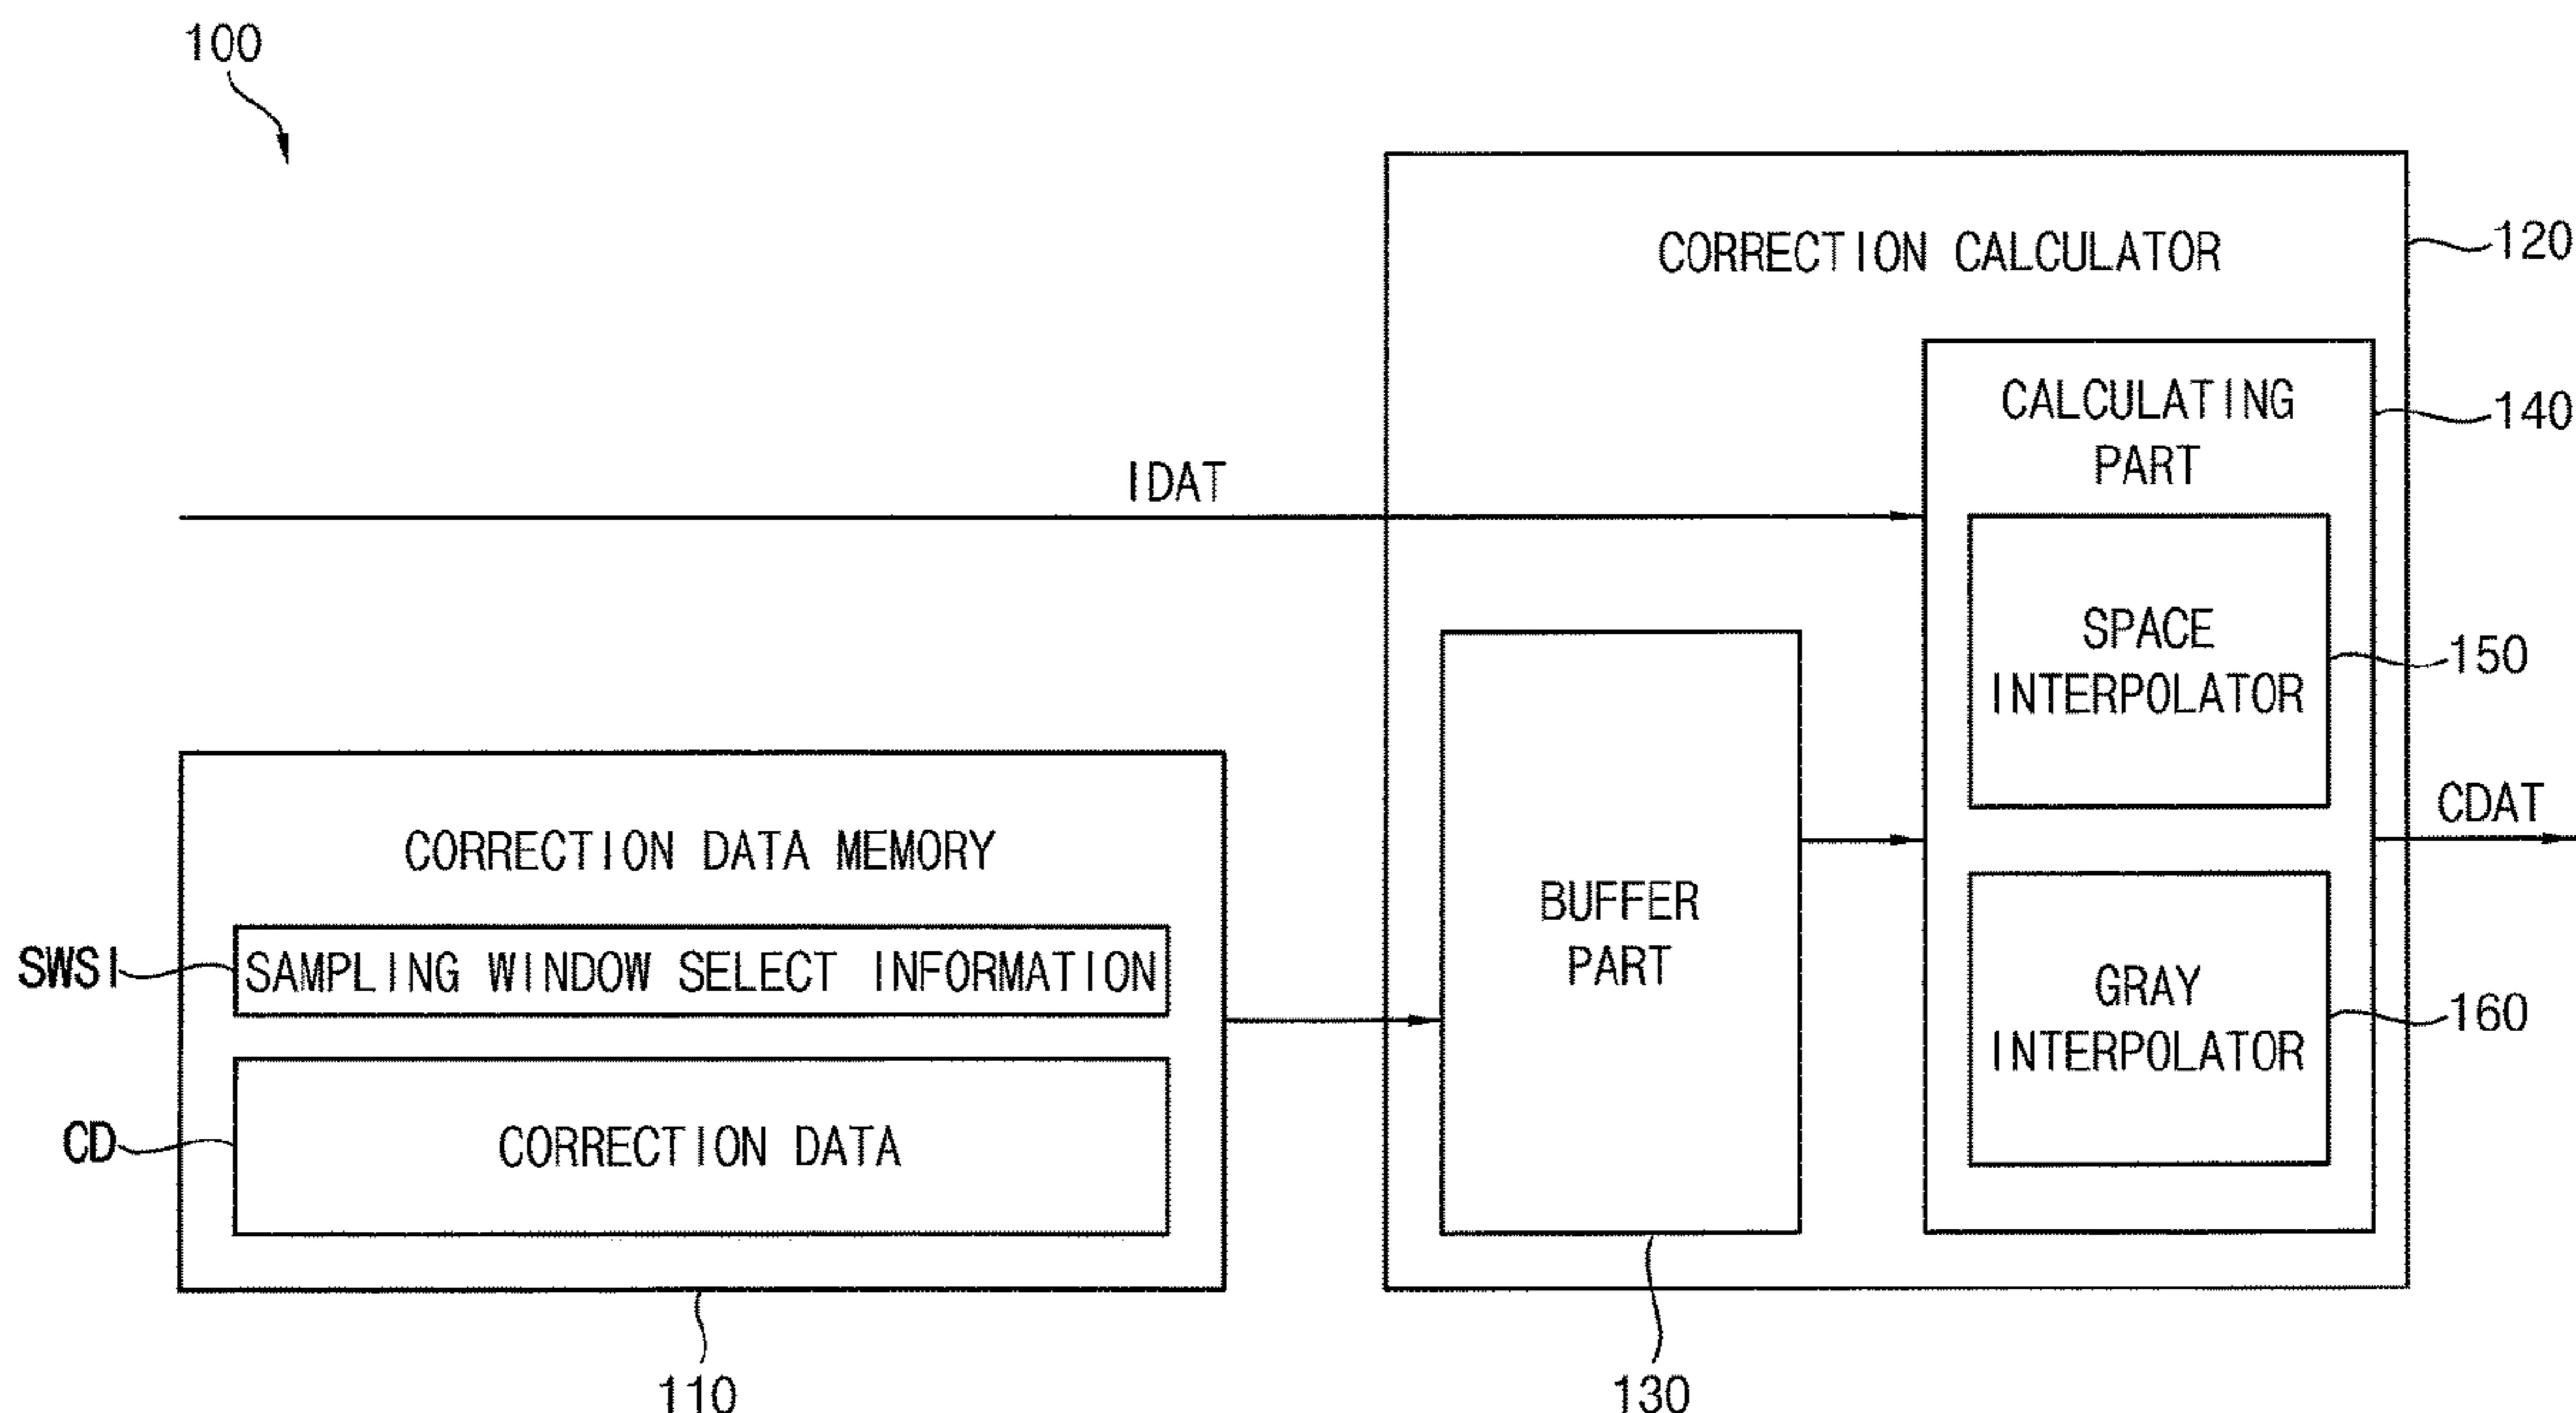 100
CORRECTION CALCULATOR
120
CALCULATING
PART
140
IDAT
SPACE
INTERPOLATOR
150
CDAT
CORRECTION DATA MEMORY
BUFFER
PART
SWSI
SAMPLING WINDOW SELECT INFORMATION
GRAY
INTERPOLATOR
160
CD
CORRECTION DATA
110
130